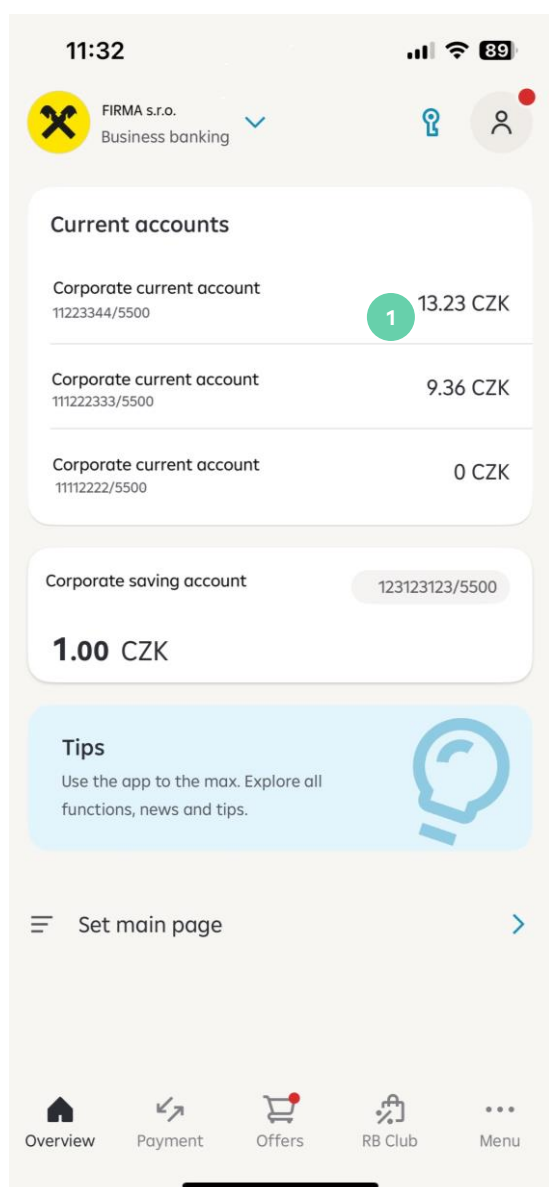 11:32
89
FIRMA s.r.o.
Business banking
Current accounts
Corporate current account
11223344/5500
1
13.23 CZK
Corporate current account
111222333/5500
9.36 CZK
Corporate current account
11112222/5500
0 CZK
Corporate saving account
123123123/5500
1.00 CZK
Tips
Use the app to the max. Explore all
functions, news and tips.
Set main page
Overview
Payment
Offers
RB Club
Menu